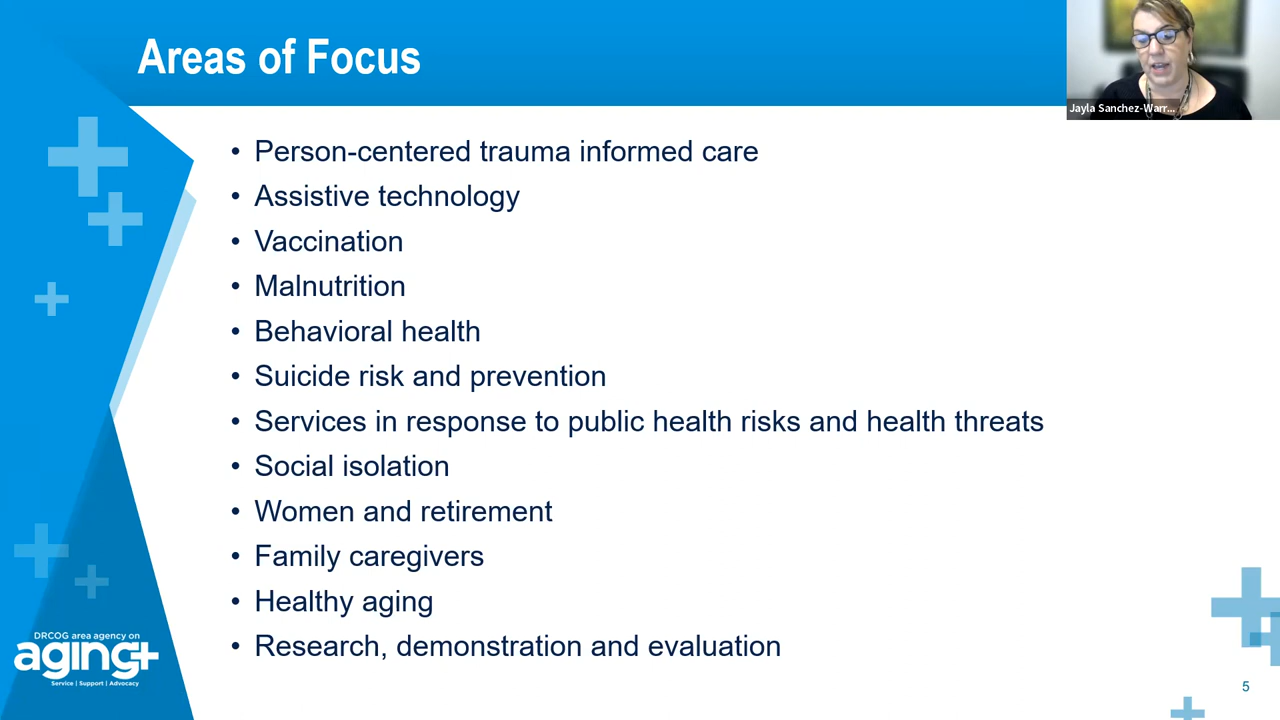 Areas of Focus
Jayla Sanchez-Warr...
• Person-centered trauma informed care
• Assistive technology
• Vaccination
• Malnutrition
• Behavioral health
• Suicide risk and prevention
• Services in response to public health risks and health threats
• Social isolation
• Women and retirement
• Family caregivers
• Healthy aging
• Research, demonstration and evaluation
DRCOG area agency on
aging+
Service | Support | Advocacy
5